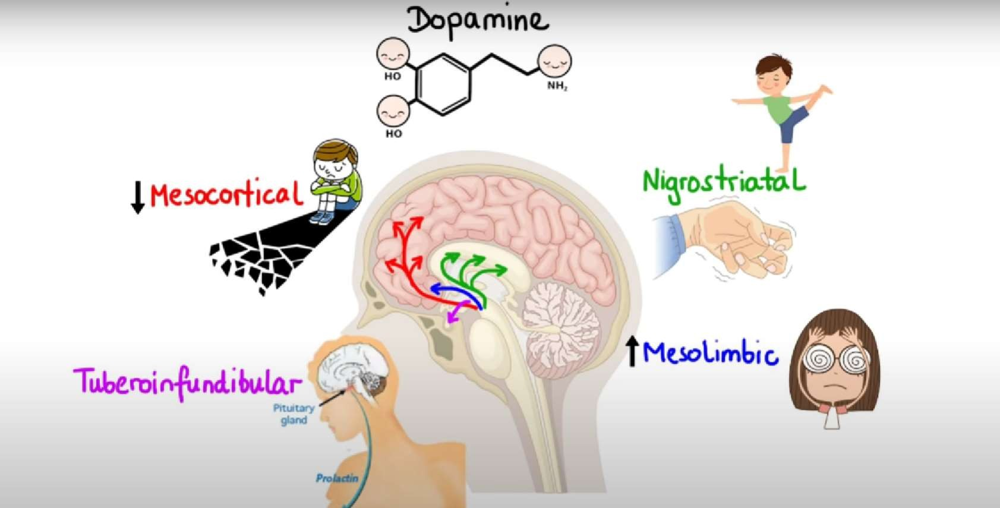 Dopamine
HO
NH₂
HO
Mesocortical
Nigrostriatal
Mesolimbic
Tuberoinfundibular
Pituitary
gland
Prolactin